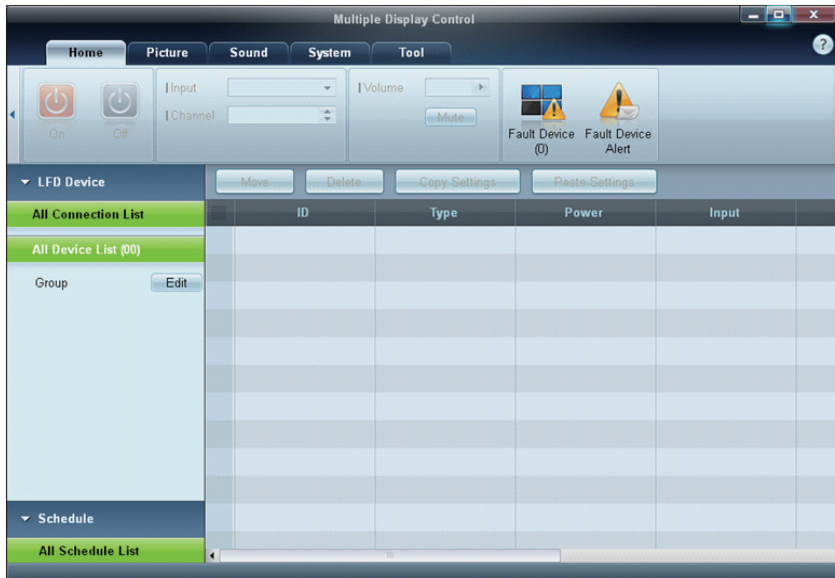 Multiple Display Control
Home Picture Sound System Tool
?
Input
Channel
Volume
Mute
On Off
Fault Device (0)
Fault Device Alert
LFD Device
Move Delete Copy Settings Paste Settings
All Connection List
ID Type Power Input
All Device List (00)
Group Edit
Schedule
All Schedule List